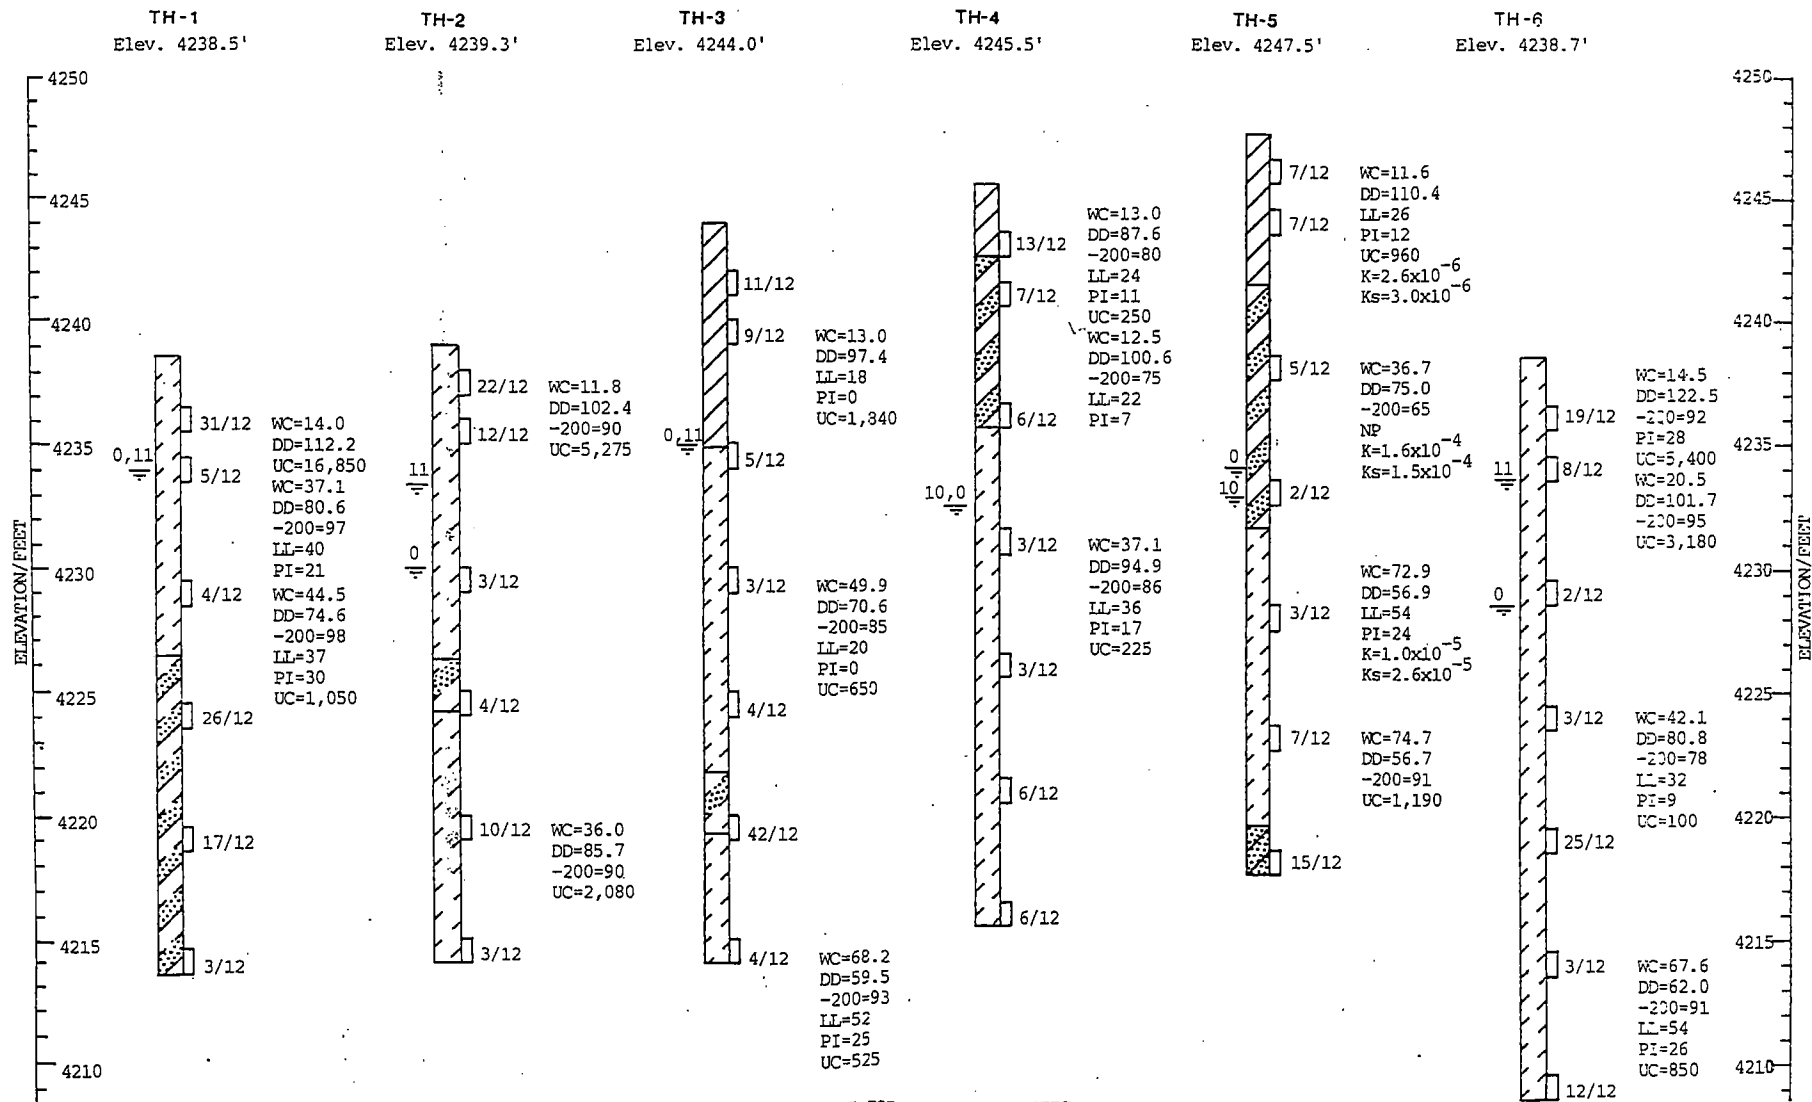 TH-1
Elev. 4238.5'
TH-2
Elev. 4239.3'
TH-3
Elev. 4244.0'
TH-4
Elev. 4245.5'
TH-5
Elev. 4247.5'
TH-6
Elev. 4238.7'
ELEVATION/FEET
4250
4245
4240
4235
4230
4225
4220
4215
4210
31/12
5/12
4/12
26/12
17/12
3/12
0,11
WC=14.0
DD=112.2
UC=16,850
WC=37.1
DD=80.6
-200=97
LL=40
PI=21
WC=44.5
DD=74.6
-200=98
LL=37
PI=30
UC=1,050
22/12
12/12
3/12
4/12
10/12
3/12
11
0
WC=11.8
DD=102.4
-200=90
UC=5,275
WC=36.0
DD=85.7
-200=90
UC=2,080
11/12
9/12
5/12
3/12
4/12
42/12
4/12
0,11
WC=13.0
DD=97.4
LL=18
PI=0
UC=1,840
WC=49.9
DD=70.6
-200=85
LL=20
PI=0
UC=650
WC=68.2
DD=59.5
-200=93
LL=52
PI=25
UC=525
13/12
7/12
6/12
3/12
3/12
6/12
6/12
10,0
WC=13.0
DD=87.6
-200=80
LL=24
PI=11
UC=250
WC=12.5
DD=100.6
-200=75
LL=22
PI=7
WC=37.1
DD=94.9
-200=86
LL=36
PI=17
UC=225
7/12
7/12
5/12
2/12
3/12
7/12
15/12
0
10
WC=11.6
DD=110.4
LL=26
PI=12
UC=960
K=2.6x10⁻⁶
Ks=3.0x10⁻⁶
WC=36.7
DD=75.0
-200=65
NP
K=1.6x10⁻⁴
Ks=1.5x10⁻⁴
WC=72.9
DD=56.9
LL=54
PI=24
K=1.0x10⁻⁵
Ks=2.6x10⁻⁵
WC=74.7
DD=56.7
-200=91
UC=1,190
19/12
8/12
2/12
3/12
25/12
3/12
12/12
11
0
WC=14.5
DD=122.5
-200=92
PI=28
UC=5,400
WC=20.5
DD=101.7
-200=95
UC=3,180
WC=42.1
DD=80.8
-200=78
LL=32
PI=9
UC=100
WC=67.6
DD=62.0
-200=91
LL=54
PI=26
UC=850
4250
4245
4240
4235
4230
4225
4220
4215
4210
ELEVATION/FEET